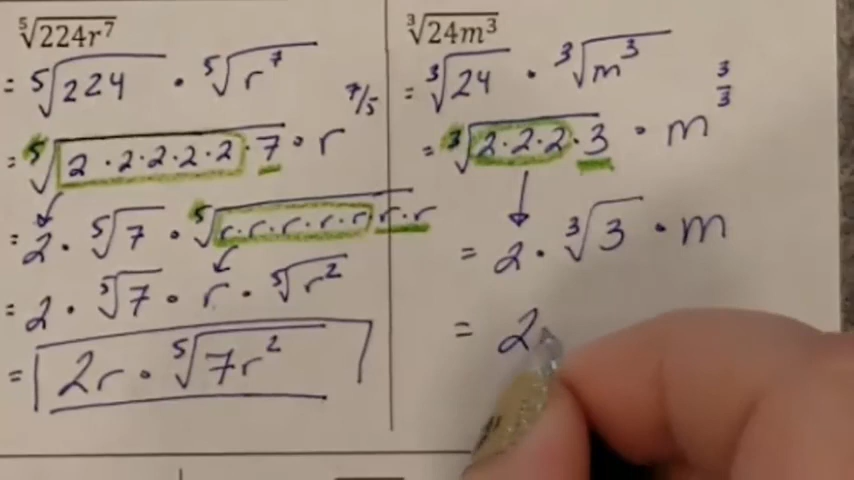 ⁵√224r⁷
= ⁵√224 · ⁵√r⁷
= ⁵√2·2·2·2·2·7 · r^7/5
= 2 · ⁵√7 · ⁵√r·r·r·r·r·r·r
= 2 · ⁵√7 · r · ⁵√r²
= 2r · ⁵√7r²
³√24m³
= ³√24 · ³√m³
= ³√2·2·2·3 · m^3/3
= 2 · ³√3 · m
= 2